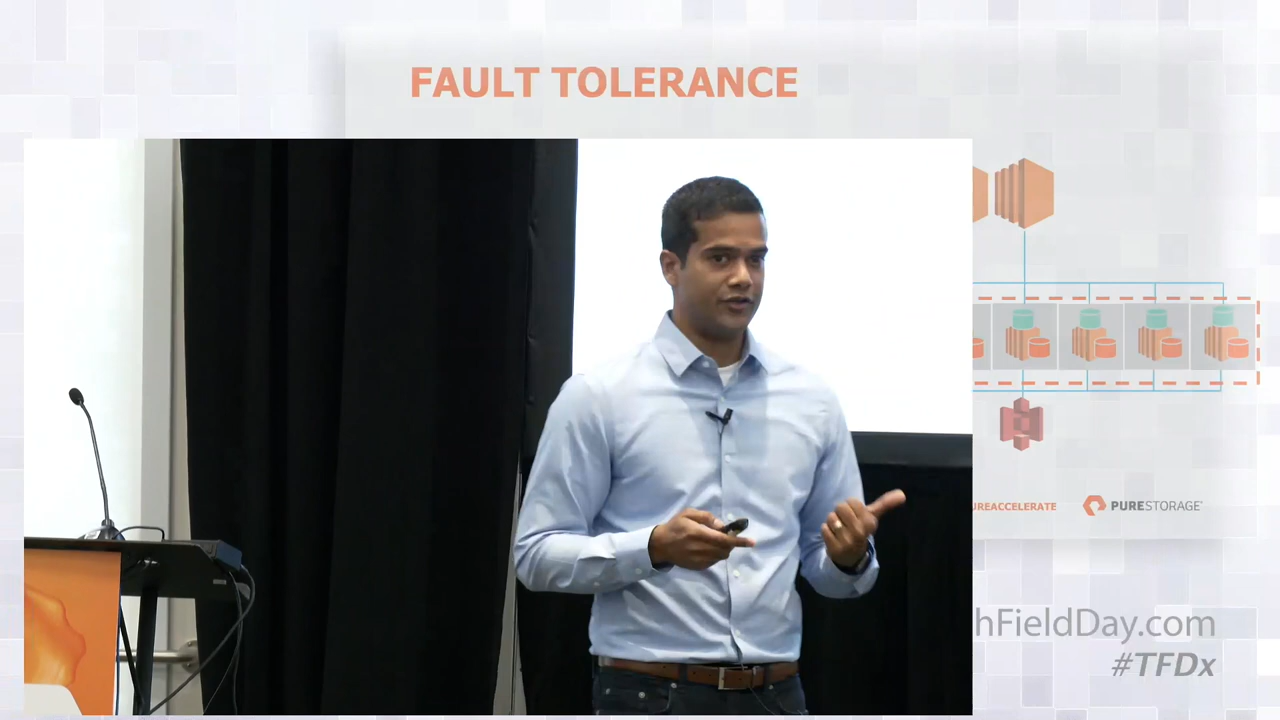 FAULT TOLERANCE
UREACCELERATE
PURESTORAGE
hFieldDay.com
#TFDx